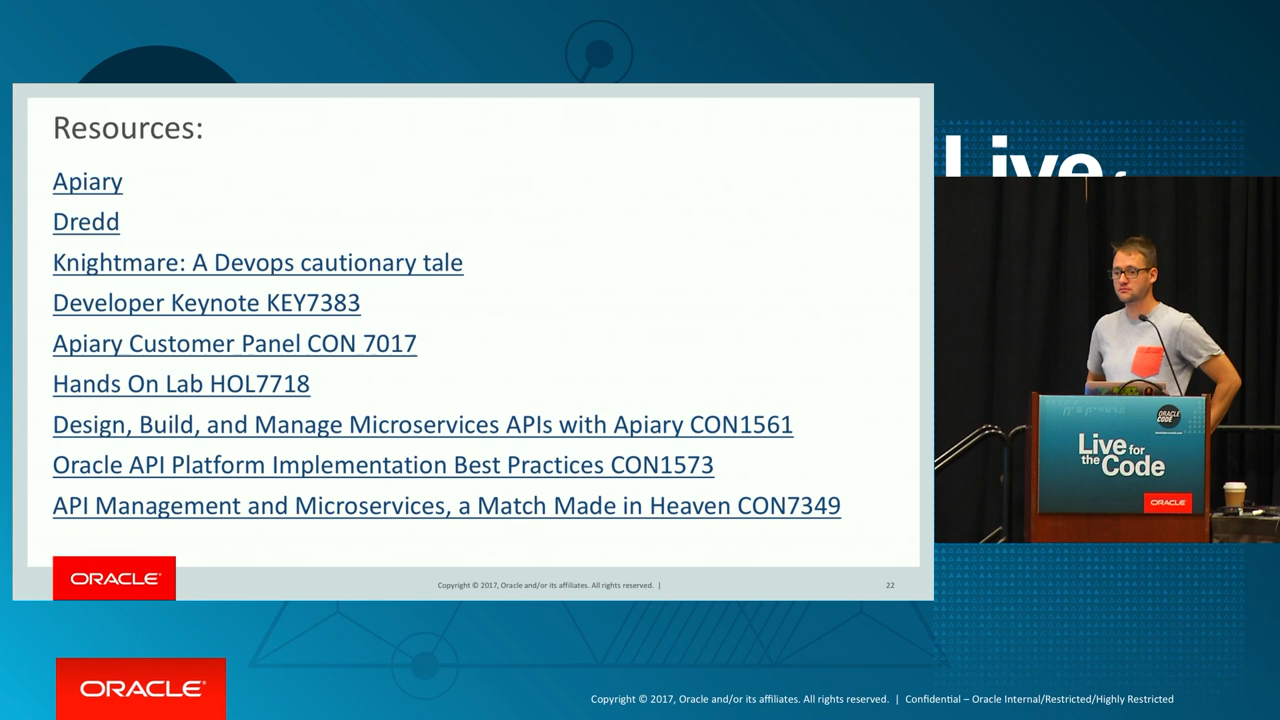 Resources:
Apiary
Dredd
Knightmare: A Devops cautionary tale
Developer Keynote KEY7383
Apiary Customer Panel CON 7017
Hands On Lab HOL7718
Design, Build, and Manage Microservices APIs with Apiary CON1561
Oracle API Platform Implementation Best Practices CON1573
API Management and Microservices, a Match Made in Heaven CON7349
ORACLE
Copyright © 2017, Oracle and/or its affiliates. All rights reserved. |
22
Live
ORACLE
CODE
Live for
the Code
ORACLE
ORACLE
Copyright © 2017, Oracle and/or its affiliates. All rights reserved. | Confidential – Oracle Internal/Restricted/Highly Restricted